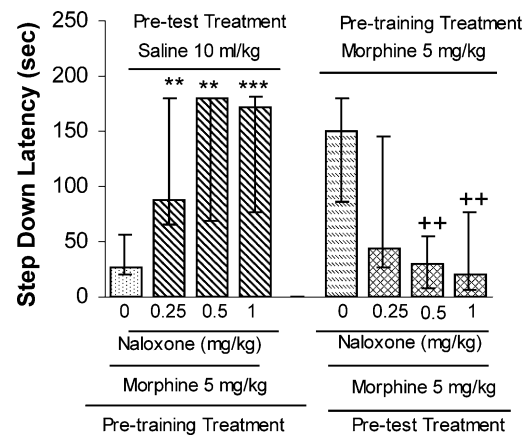 Pre-test Treatment
Saline 10 ml/kg
Pre-training Treatment
Morphine 5 mg/kg
Step Down Latency (sec)
250
200
150
100
50
0
** ** ***
++ ++
0 0.25 0.5 1
0 0.25 0.5 1
Naloxone (mg/kg)
Naloxone (mg/kg)
Morphine 5 mg/kg
Morphine 5 mg/kg
Pre-training Treatment
Pre-test Treatment